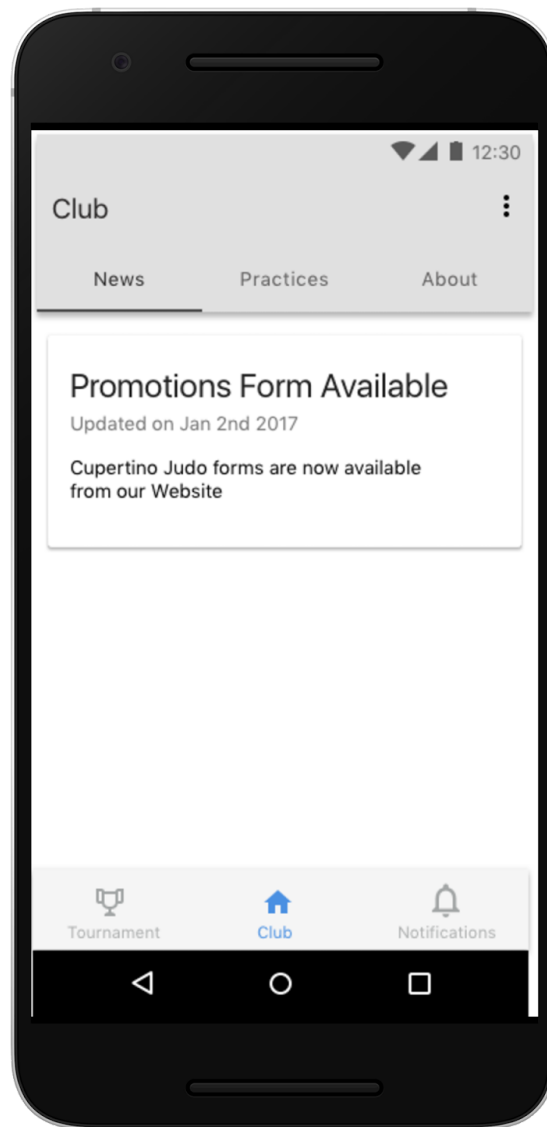 12:30
Club
News Practices About
Promotions Form Available
Updated on Jan 2nd 2017
Cupertino Judo forms are now available
from our Website
Tournament Club Notifications